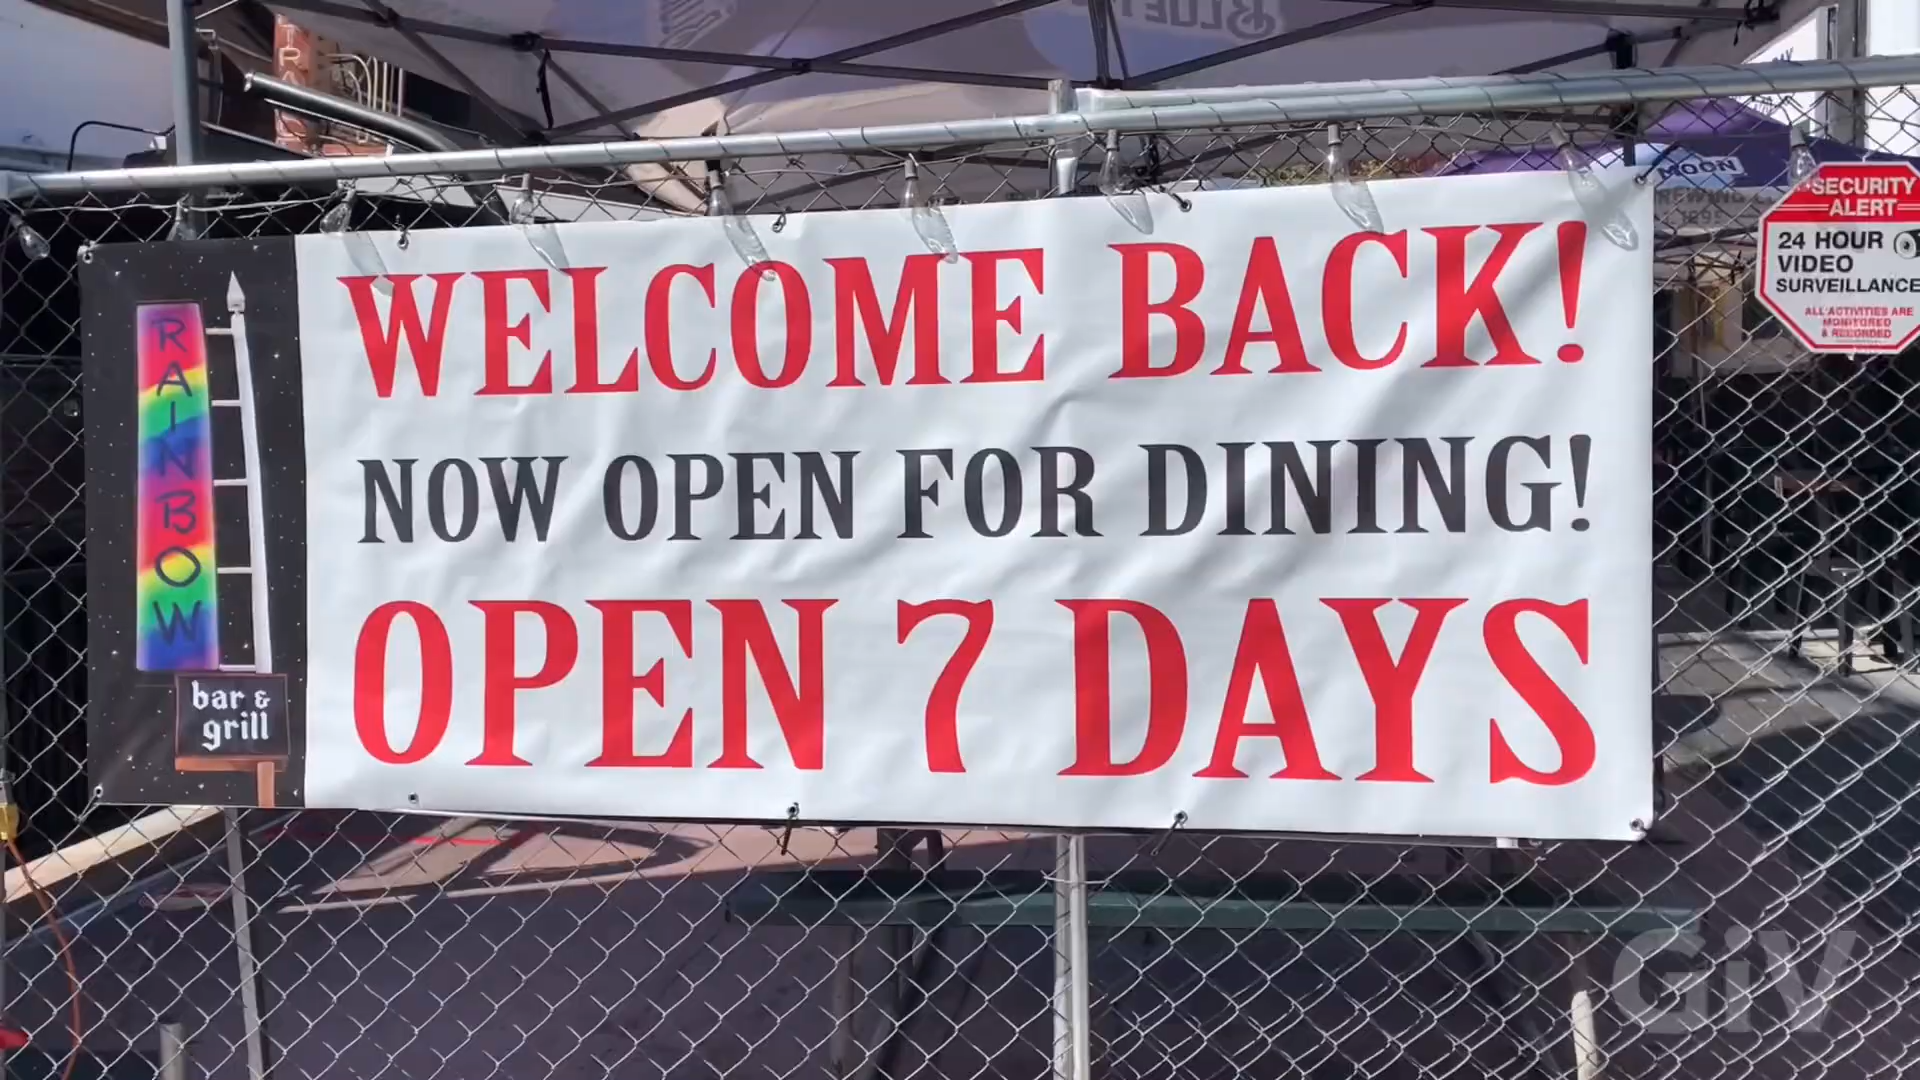 BLUE
MOON
SECURITY
ALERT
24 HOUR
VIDEO
SURVEILLANCE
ALL ACTIVITIES ARE
MONITORED
& RECORDED
RAINBOW
bar &
grill
WELCOME BACK!
NOW OPEN FOR DINING!
OPEN 7 DAYS
GiV